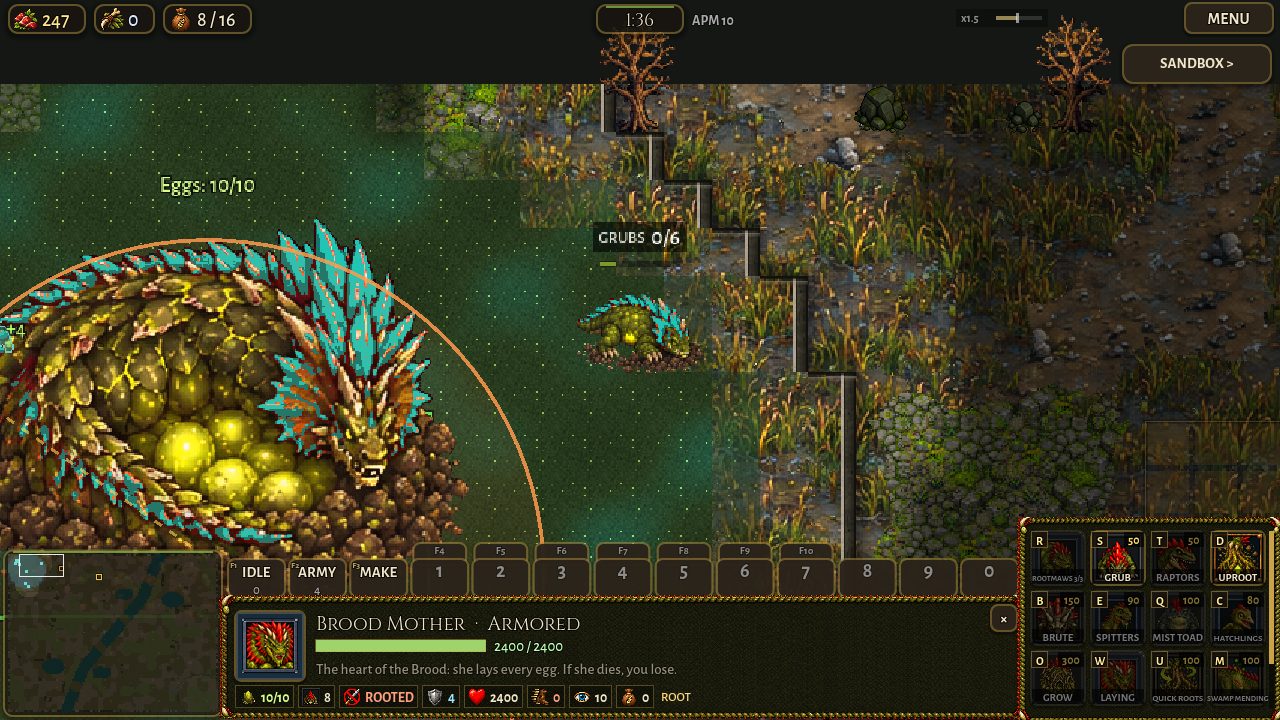 247 0 8 / 16 1:36 APM 10 x1.5 MENU
SANDBOX >
Eggs: 10/10
GRUBS 0/6
+4
F1 IDLE 0
F2 ARMY 4
MAKE
F4 1
F5 2
F6 3
F7 4
F8 5
F9 6
F10 7
8
9
0
BROOD MOTHER · ARMORED
2400 / 2400
The heart of the Brood: she lays every egg. If she dies, you lose.
10/10 8 ROOTED 4 2400 0 10 0 ROOT
×
R ROOTMAWS 3/3
S 50 GRUB
T 50 RAPTORS
D UPROOT
B 150 BRUTE
E 90 SPITTERS
Q 100 MIST TOAD
C 80 HATCHLINGS
O 300 GROW
W LAYING
U 100 QUICK ROOTS
M 100 SWAMP MENDING